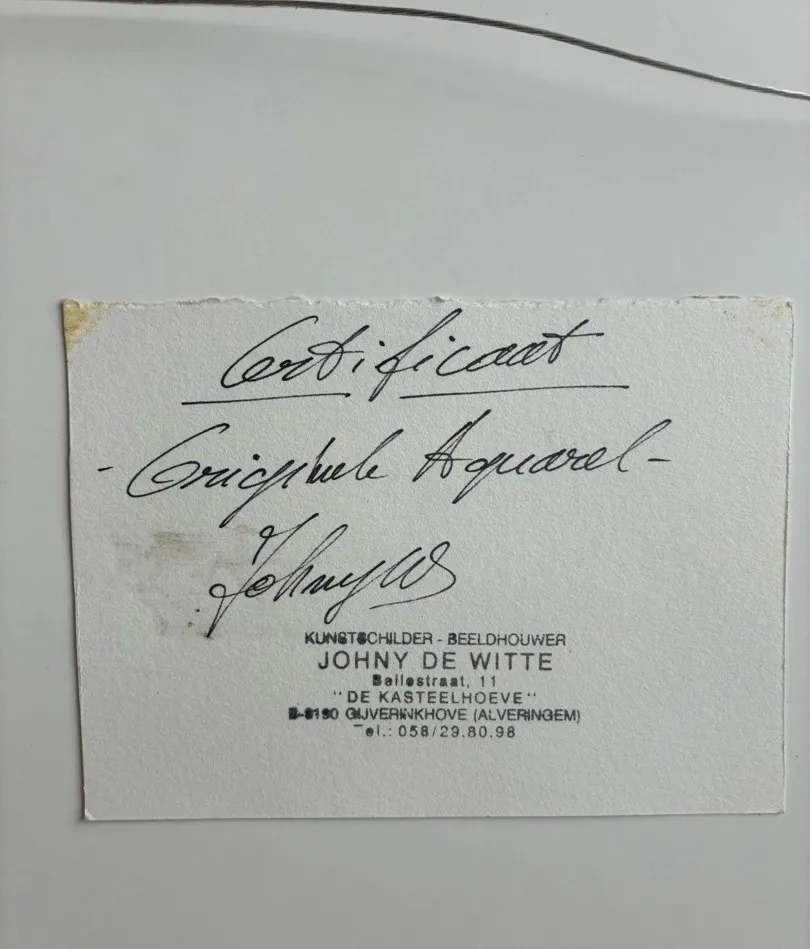 Certificaat
- Originele Aquarel -
Johny W
KUNSTSCHILDER - BEELDHOUWER
JOHNY DE WITTE
Ballestraat, 11
"DE KASTEELHOEVE"
GIJVERINKHOVE (ALVERINGEM)
Tel.: 058/29.80.98